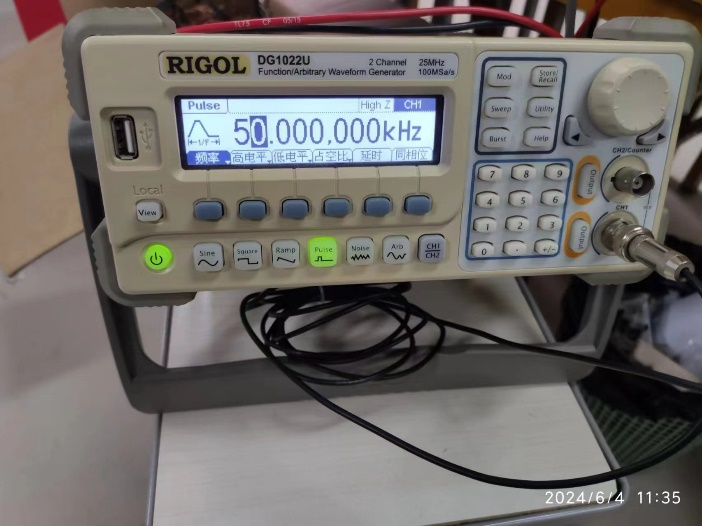 RIGOL DG1022U 2 Channel 25MHz
Function/Arbitrary Waveform Generator 100MSa/s
Pulse High Z CH1
1/F
50.000,000kHz
频率 高电平 低电平 占空比 延时 同相位
Local
View
Sine Square Ramp Pulse Noise Arb CH1
CH2
Mod Store/
Recall
Sweep Utility
Burst Help
7 8 9
4 5 6
1 2 3
0 . +/-
CH2/Counter
Output
CH1
Output
2024/6/4 11:35